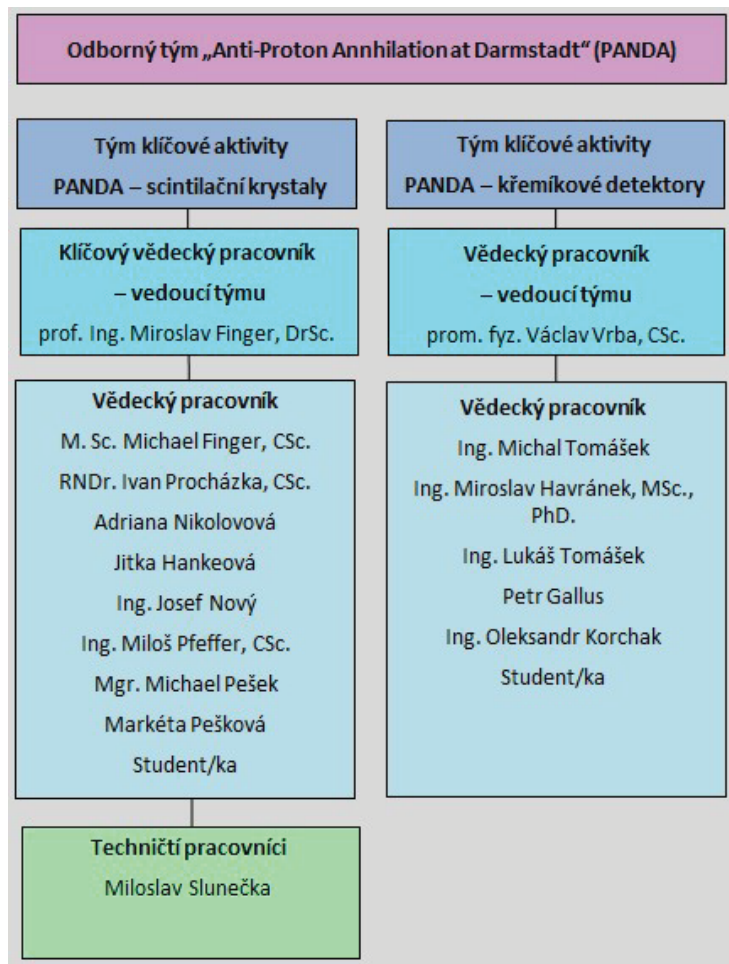 Odborný tým „Anti-Proton Annhilation at Darmstadt“ (PANDA)
Tým klíčové aktivity
PANDA – scintilační krystaly
Klíčový vědecký pracovník
– vedoucí týmu
prof. Ing. Miroslav Finger, DrSc.
Vědecký pracovník
M. Sc. Michael Finger, CSc.
RNDr. Ivan Procházka, CSc.
Adriana Nikolovová
Jitka Hankeová
Ing. Josef Nový
Ing. Miloš Pfeffer, CSc.
Mgr. Michael Pešek
Markéta Pešková
Student/ka
Techničtí pracovníci
Miloslav Slunečka
Tým klíčové aktivity
PANDA – křemíkové detektory
Vědecký pracovník
– vedoucí týmu
prom. fyz. Václav Vrba, CSc.
Vědecký pracovník
Ing. Michal Tomášek
Ing. Miroslav Havránek, MSc.,
PhD.
Ing. Lukáš Tomášek
Petr Gallus
Ing. Oleksandr Korchak
Student/ka